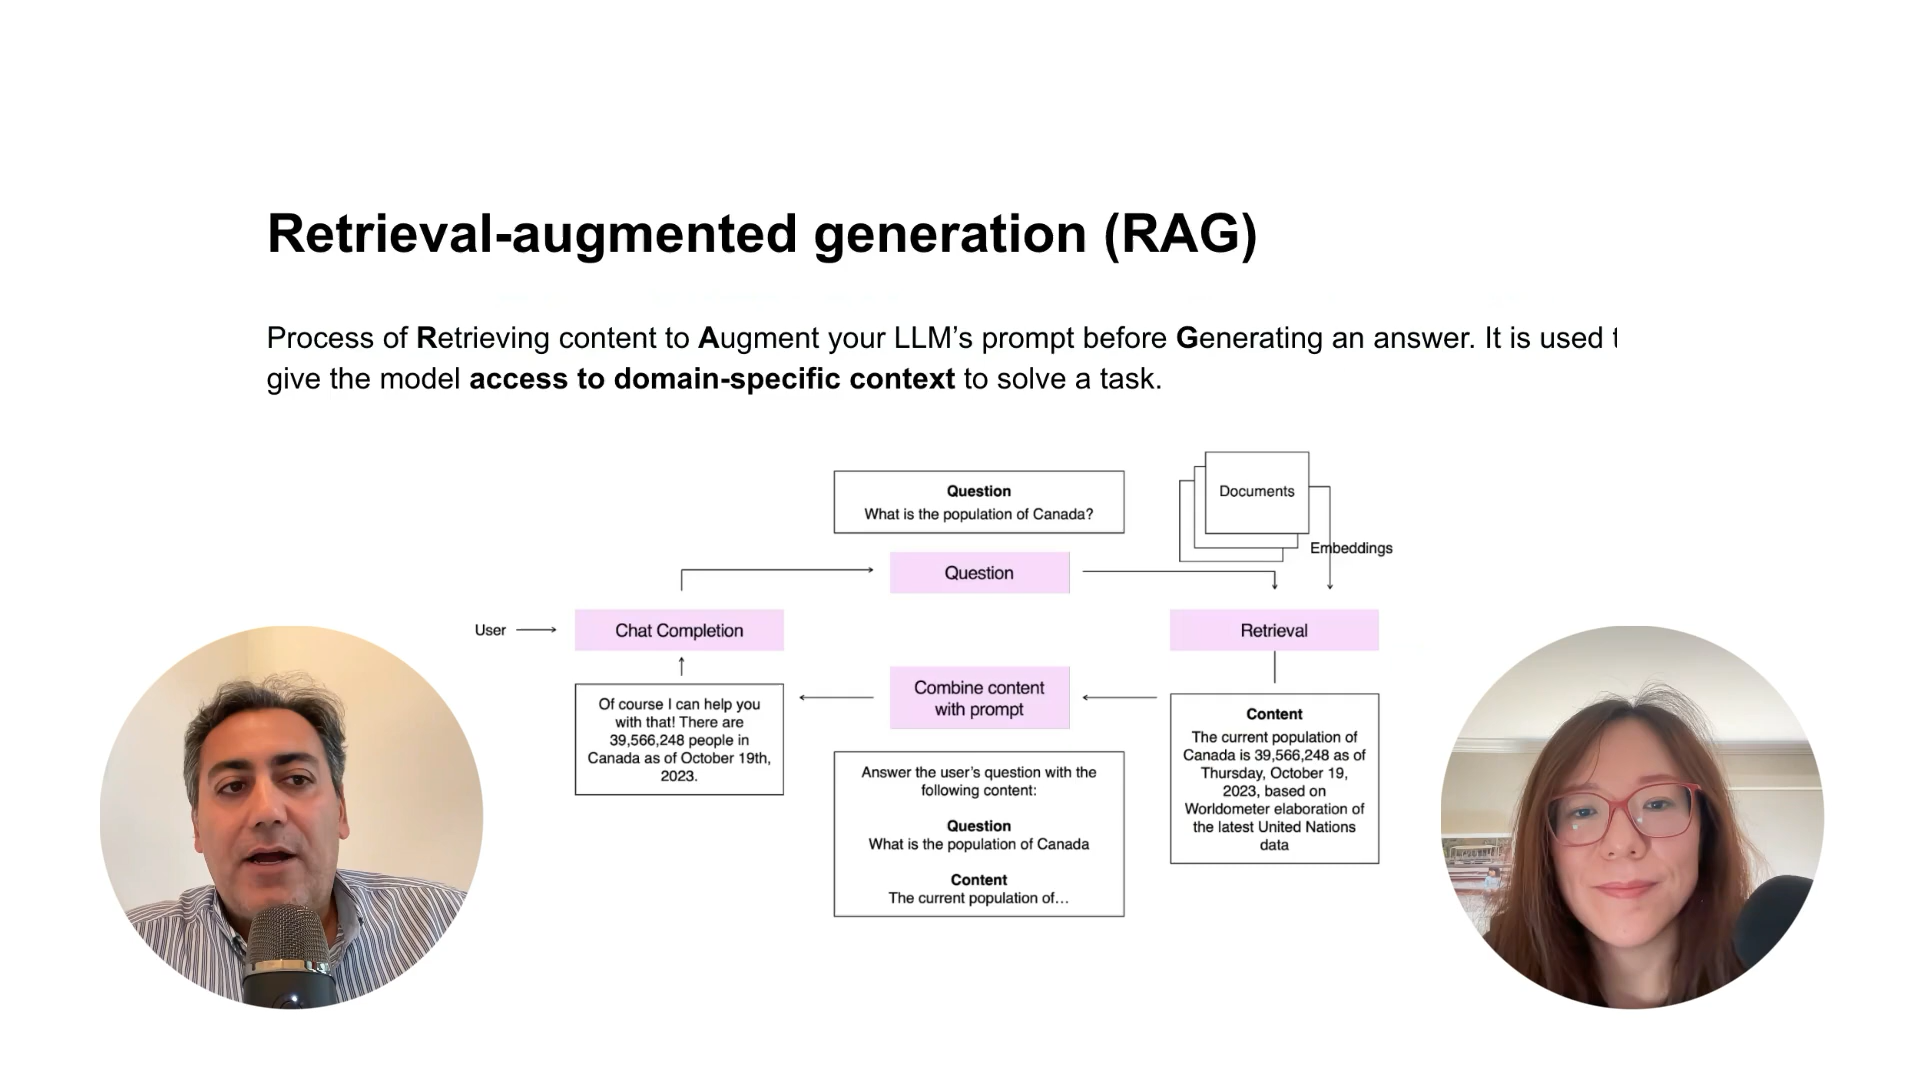 Retrieval-augmented generation (RAG)
Process of Retrieving content to Augment your LLM’s prompt before Generating an answer. It is used t
give the model access to domain-specific context to solve a task.
Question
What is the population of Canada?
Documents
Embeddings
Question
User
Chat Completion
Retrieval
Combine content
with prompt
Of course I can help you
with that! There are
39,566,248 people in
Canada as of October 19th,
2023.
Content
The current population of
Canada is 39,566,248 as of
Thursday, October 19,
2023, based on
Worldometer elaboration of
the latest United Nations
data
Answer the user’s question with the
following content:
Question
What is the population of Canada
Content
The current population of…